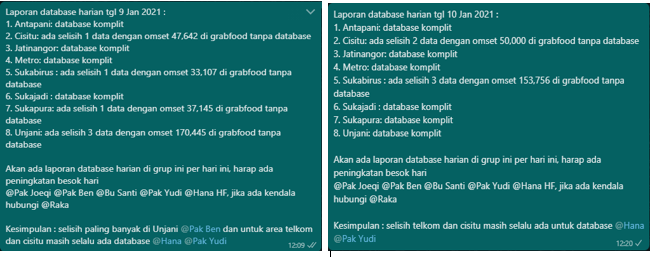 Laporan database harian tgl 9 Jan 2021 :
1. Antapani: database komplit
2. Cisitu: ada selisih 1 data dengan omset 47,642 di grabfood tanpa database
3. Jatinangor: database komplit
4. Metro: database komplit
5. Sukabirus : ada selisih 1 data dengan omset 33,107 di grabfood tanpa
database
6. Sukajadi : database komplit
7. Sukapura: ada selisih 1 data dengan omset 37,145 di grabfood tanpa
database
8. Unjani: ada selisih 3 data dengan omset 170,445 di grabfood tanpa
database
Akan ada laporan database harian di grup ini per hari ini, harap ada
peningkatan besok hari
@Pak Joeqi @Pak Ben @Bu Santi @Pak Yudi @Hana HF, jika ada kendala
hubungi @Raka
Kesimpulan : selisih paling banyak di Unjani @Pak Ben dan untuk area telkom
dan cisitu masih selalu ada database @Hana @Pak Yudi
12:09
Laporan database harian tgl 10 Jan 2021 :
1. Antapani: database komplit
2. Cisitu: ada selisih 2 data dengan omset 50,000 di grabfood tanpa database
3. Jatinangor: database komplit
4. Metro: database komplit
5. Sukabirus : ada selisih 3 data dengan omset 153,756 di grabfood tanpa
database
6. Sukajadi : database komplit
7. Sukapura: database komplit
8. Unjani: database komplit
Akan ada laporan database harian di grup ini per hari ini, harap ada
peningkatan besok hari
@Pak Joeqi @Pak Ben @Bu Santi @Pak Yudi @Hana HF, jika ada kendala
hubungi @Raka
Kesimpulan : selisih telkom dan cisitu masih selalu ada untuk database @Hana
@Pak Yudi
12:20